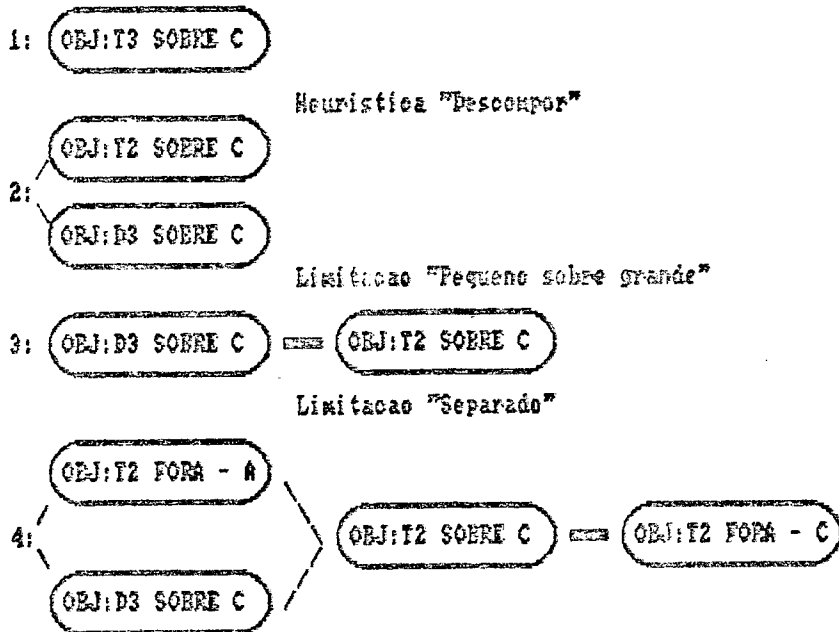 1: OBJ:T3 SOBRE C
Heuristica "Descompor"
OBJ:T2 SOBRE C
2:
OBJ:D3 SOBRE C
Limitacao "Pequeno sobre grande"
3: OBJ:D3 SOBRE C OBJ:T2 SOBRE C
Limitacao "Separado"
OBJ:T2 FORA - A
4: OBJ:T2 SOBRE C OBJ:T2 FORA - C
OBJ:D3 SOBRE C